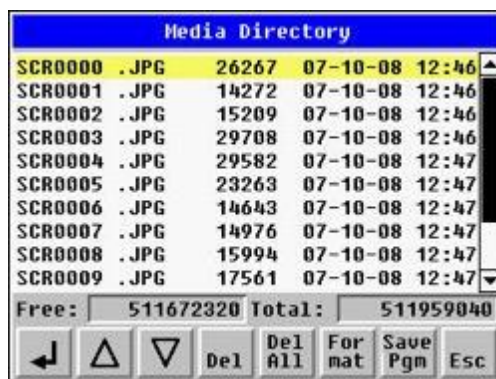 Media Directory
SCR0000 .JPG 26267 07-10-08 12:46
SCR0001 .JPG 14272 07-10-08 12:46
SCR0002 .JPG 15209 07-10-08 12:46
SCR0003 .JPG 29708 07-10-08 12:46
SCR0004 .JPG 29582 07-10-08 12:47
SCR0005 .JPG 23263 07-10-08 12:47
SCR0006 .JPG 14643 07-10-08 12:47
SCR0007 .JPG 14976 07-10-08 12:47
SCR0008 .JPG 15994 07-10-08 12:47
SCR0009 .JPG 17561 07-10-08 12:47
Free: 511672320 Total: 511959040
Del Del All For mat Save Pgm Esc